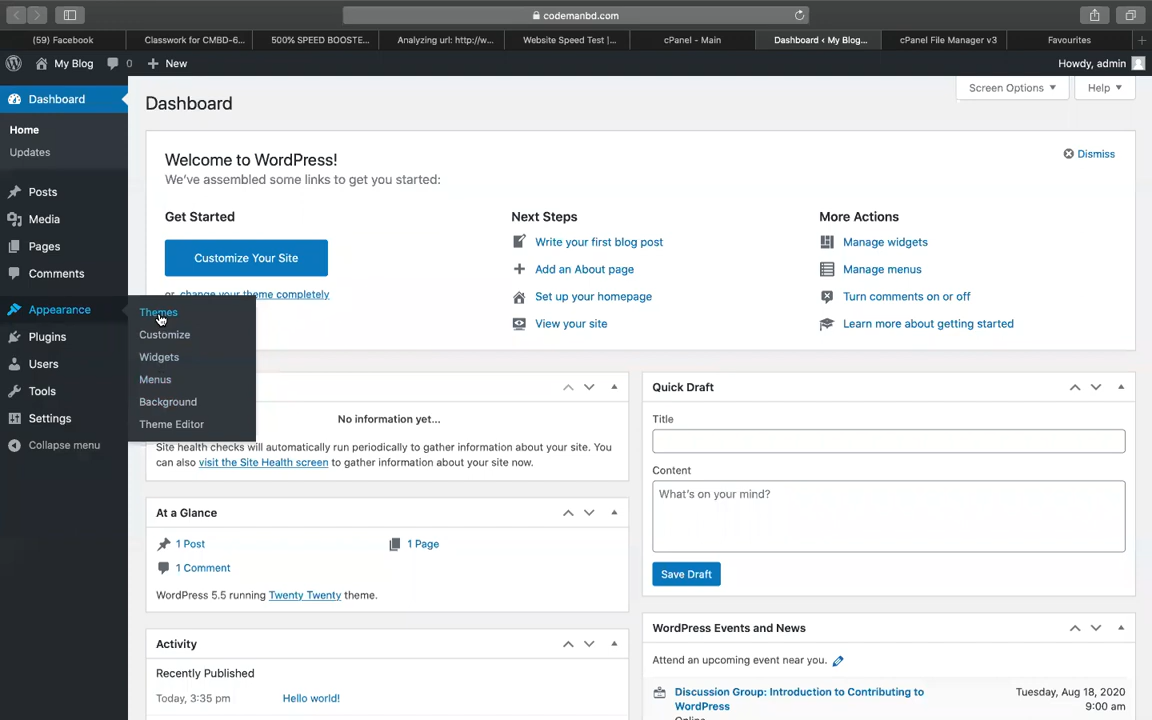 codemanbd.com
(59) Facebook
Classwork for CMBD-6...
500% SPEED BOOSTE...
Analyzing url: http://w...
Website Speed Test |...
cPanel - Main
Dashboard ‹ My Blog...
cPanel File Manager v3
Favourites
My Blog
0
New
Howdy, admin
Dashboard
Home
Updates
Posts
Media
Pages
Comments
Appearance
Plugins
Users
Tools
Settings
Collapse menu
Themes
Customize
Widgets
Menus
Background
Theme Editor
Dashboard
Screen Options
Help
Welcome to WordPress!
We've assembled some links to get you started:
Dismiss
Get Started
Customize Your Site
or, change your theme completely
Next Steps
Write your first blog post
Add an About page
Set up your homepage
View your site
More Actions
Manage widgets
Manage menus
Turn comments on or off
Learn more about getting started
No information yet...
Site health checks will automatically run periodically to gather information about your site. You
can also visit the Site Health screen to gather information about your site now.
At a Glance
1 Post
1 Page
1 Comment
WordPress 5.5 running Twenty Twenty theme.
Activity
Recently Published
Today, 3:35 pm
Hello world!
Quick Draft
Title
Content
What's on your mind?
Save Draft
WordPress Events and News
Attend an upcoming event near you.
Discussion Group: Introduction to Contributing to
WordPress
Tuesday, Aug 18, 2020
9:00 am
Online